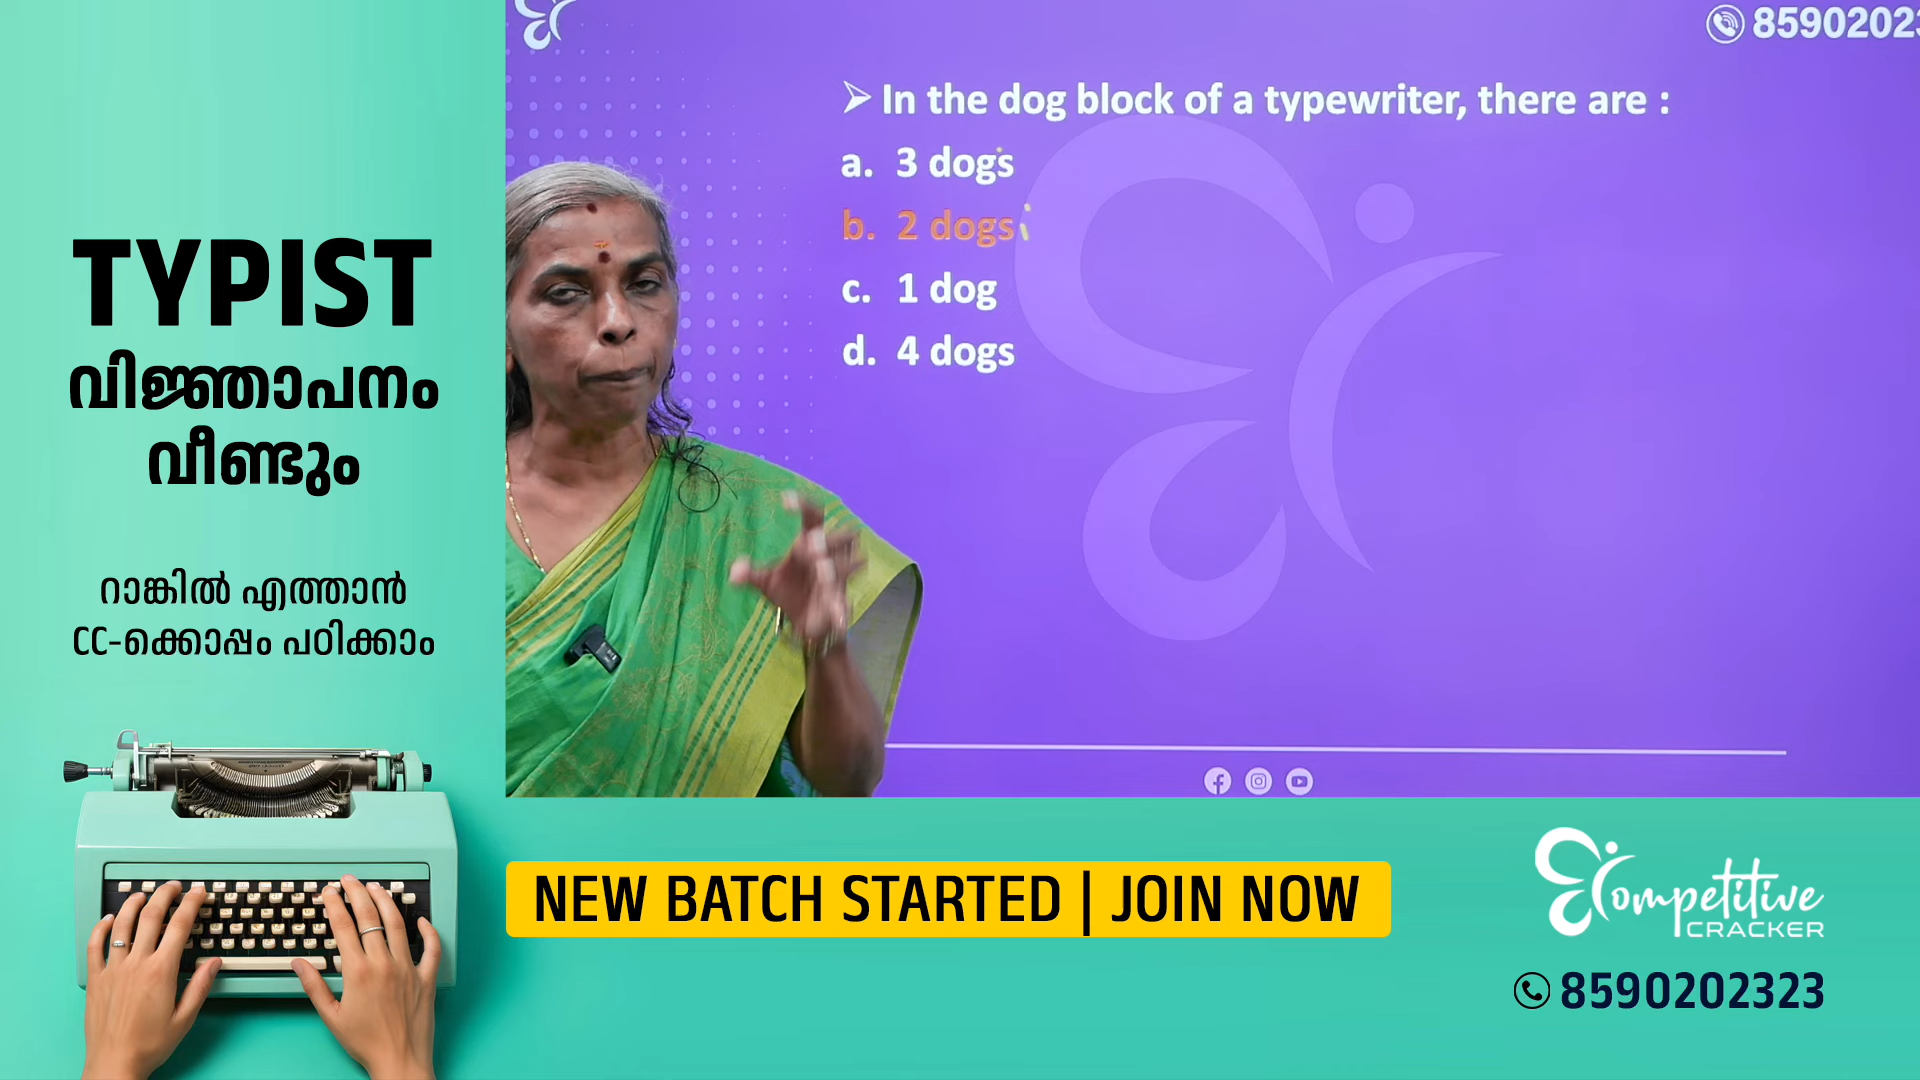 TYPIST
വിജ്ഞാപനം
വീണ്ടും
റാങ്കിൽ എത്താൻ
CC-ക്കൊപ്പം പഠിക്കാം
8590202
➢ In the dog block of a typewriter, there are :
a. 3 dogs
b. 2 dogs
c. 1 dog
d. 4 dogs
NEW BATCH STARTED | JOIN NOW
Competitive
CRACKER
8590202323